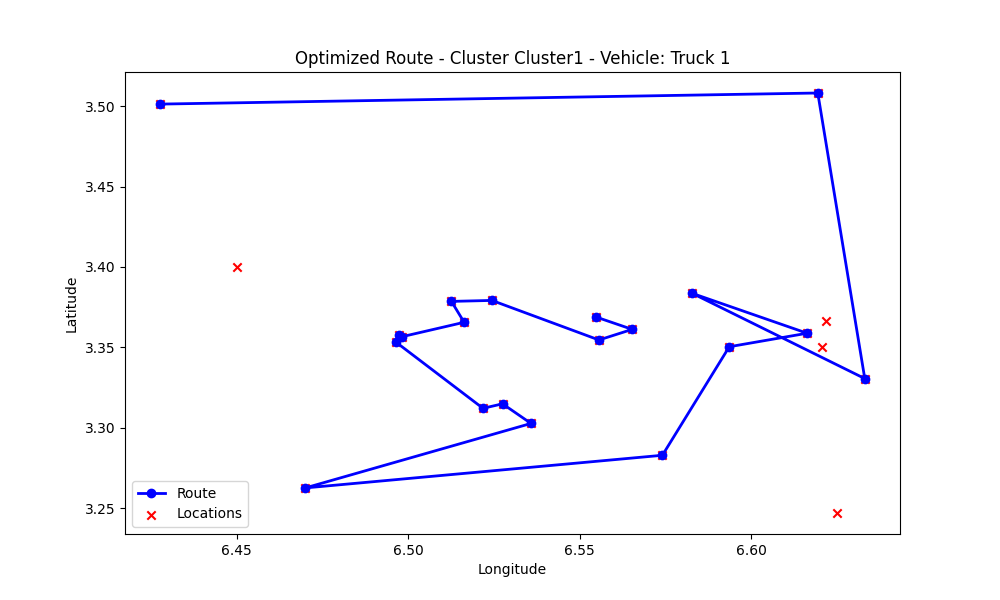 Optimized Route - Cluster Cluster1 - Vehicle: Truck 1
Latitude
3.50
3.45
3.40
3.35
3.30
3.25
Route
Locations
6.45 6.50 6.55 6.60
Longitude